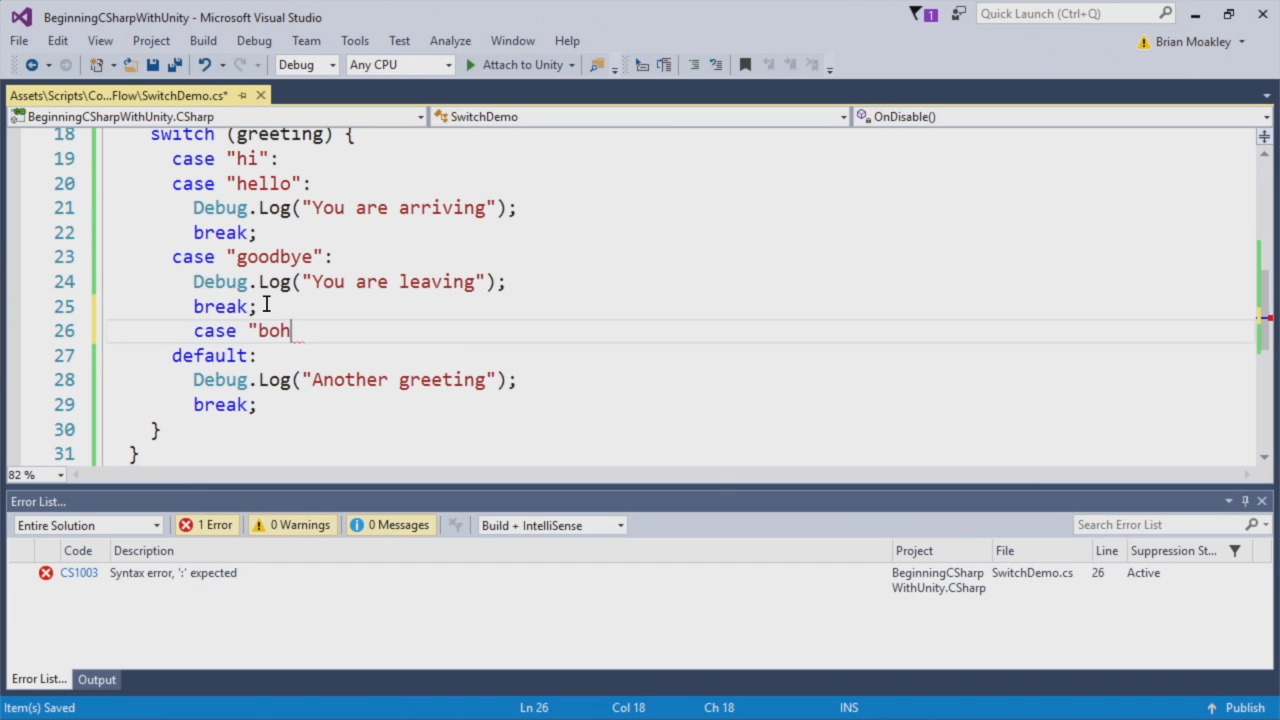 BeginningCSharpWithUnity - Microsoft Visual Studio
1
Quick Launch (Ctrl+Q)
File Edit View Project Build Debug Team Tools Test Analyze Window Help
Brian Moakley
Debug Any CPU Attach to Unity
Assets\Scripts\Co...Flow\SwitchDemo.cs*
BeginningCSharpWithUnity.CSharp SwitchDemo OnDisable()
18 switch (greeting) {
19 case "hi":
20 case "hello":
21 Debug.Log("You are arriving");
22 break;
23 case "goodbye":
24 Debug.Log("You are leaving");
25 break;
26 case "boh
27 default:
28 Debug.Log("Another greeting");
29 break;
30 }
31 }
82 %
Error List...
Entire Solution 1 Error 0 Warnings 0 Messages Build + IntelliSense Search Error List
Code Description Project File Line Suppression St...
CS1003 Syntax error, ':' expected BeginningCSharp SwitchDemo.cs 26 Active
WithUnity.CSharp
Error List... Output
Item(s) Saved Ln 26 Col 18 Ch 18 INS Publish